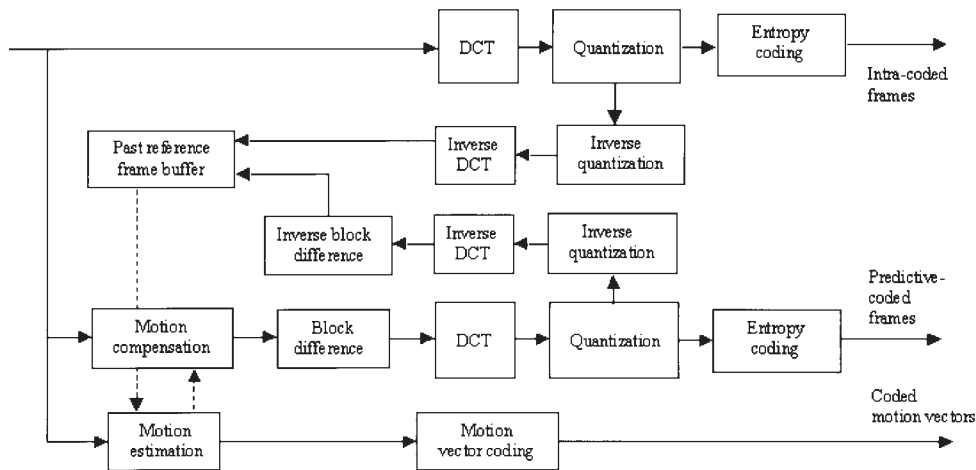 DCT
Quantization
Entropy
coding
Intra-coded
frames
Past reference
frame buffer
Inverse
DCT
Inverse
quantization
Inverse block
difference
Inverse
DCT
Inverse
quantization
Predictive-
coded
frames
Motion
compensation
Block
difference
DCT
Quantization
Entropy
coding
Coded
motion vectors
Motion
estimation
Motion
vector coding